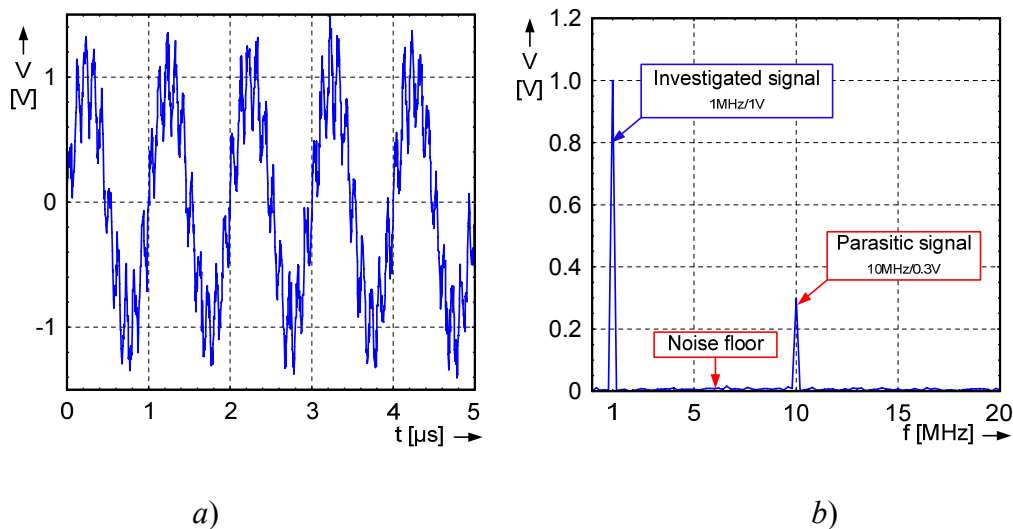 V
[V]
1
0
-1
0 1 2 3 4 5
t [µs]
a)
V
[V]
1.2
1.0
0.8
0.6
0.4
0.2
0
Investigated signal
1MHz/1V
Parasitic signal
10MHz/0.3V
Noise floor
1 5 10 15 20
f [MHz]
b)